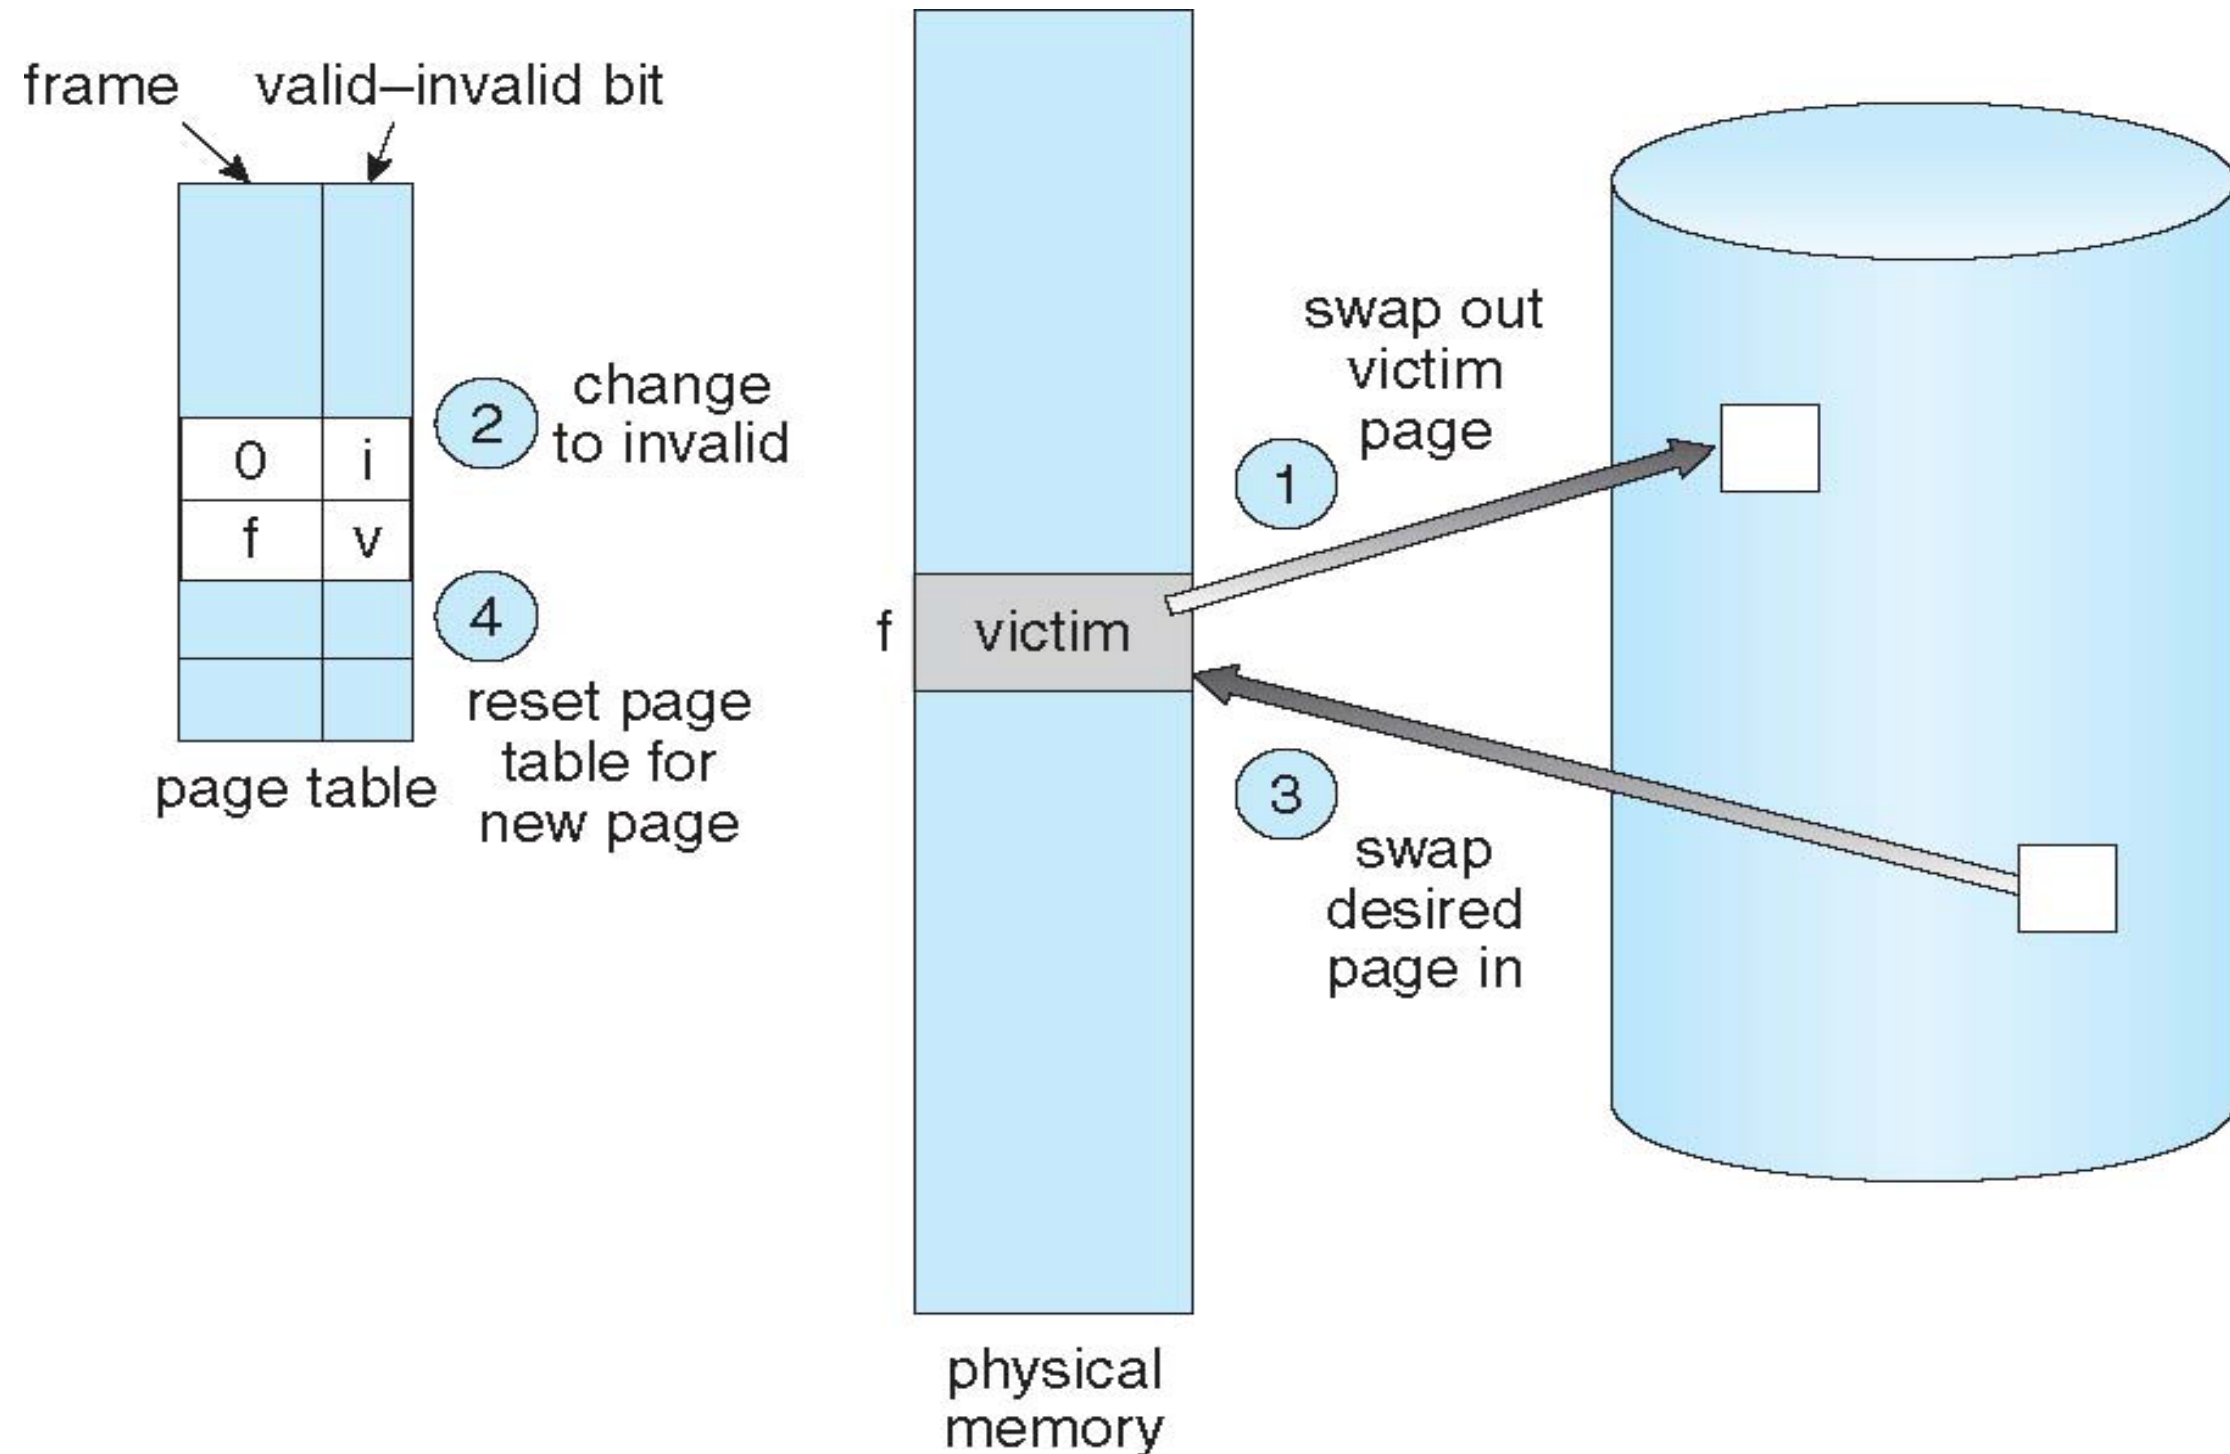 frame
valid–invalid bit
0 i
f v
2
change
to invalid
4
reset page
table for
new page
page table
f
victim
physical
memory
1
swap out
victim
page
3
swap
desired
page in